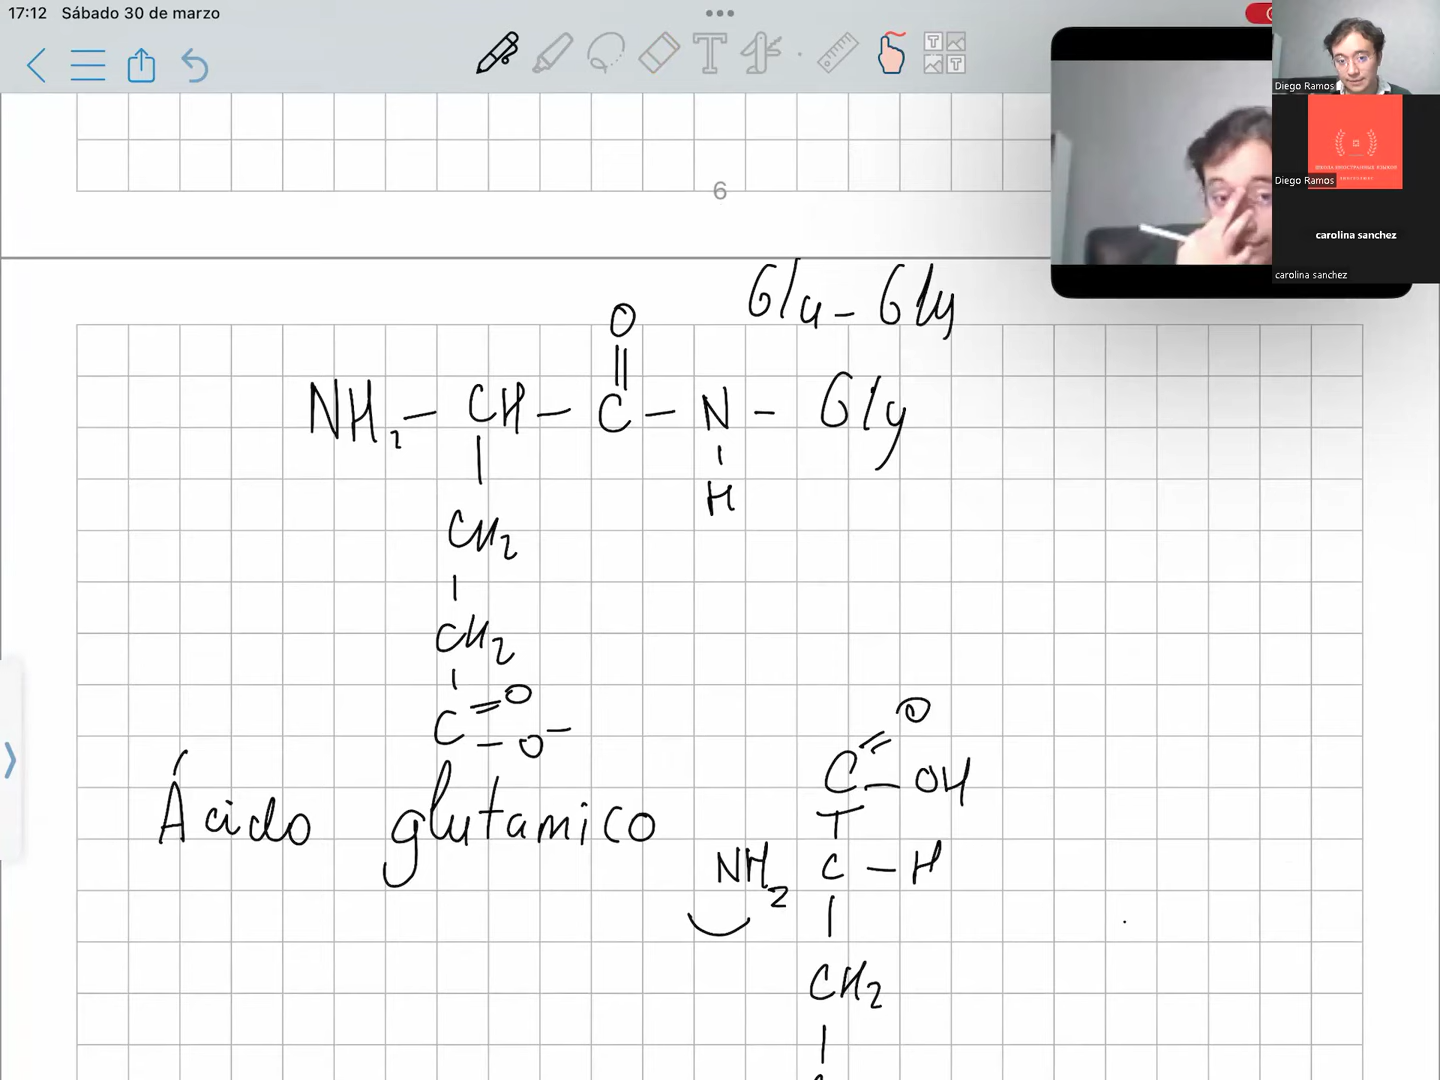 17:12 Sábado 30 de marzo
Diego Ramos
Diego Ramos
carolina sanchez
carolina sanchez
6
Glu - Gly
O
NH2 - CH - C - N - Gly
H
CH2
CH2
C = O
- O-
Ácido glutamico
O
C - OH
NH2 C - H
CH2